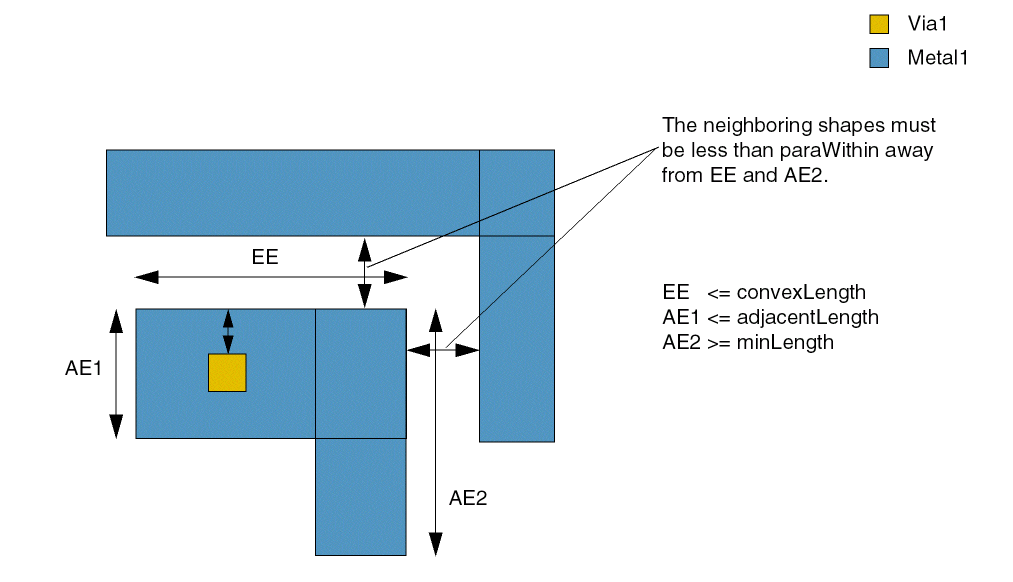 Via1
Metal1
The neighboring shapes must
be less than paraWithin away
from EE and AE2.
EE
EE <= convexLength
AE1 <= adjacentLength
AE2 >= minLength
AE1
AE2